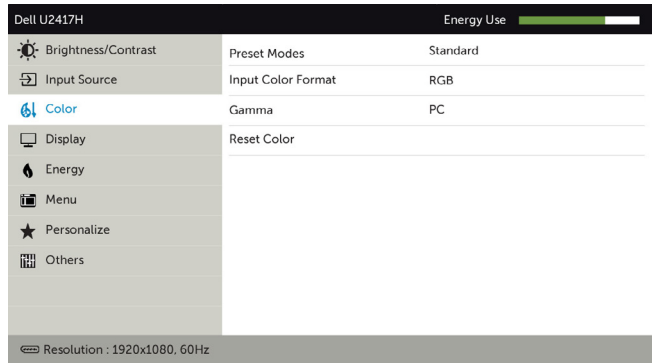 Dell U2417H Energy Use
Brightness/Contrast
Input Source
Color
Display
Energy
Menu
Personalize
Others
Preset Modes Standard
Input Color Format RGB
Gamma PC
Reset Color
Resolution : 1920x1080, 60Hz